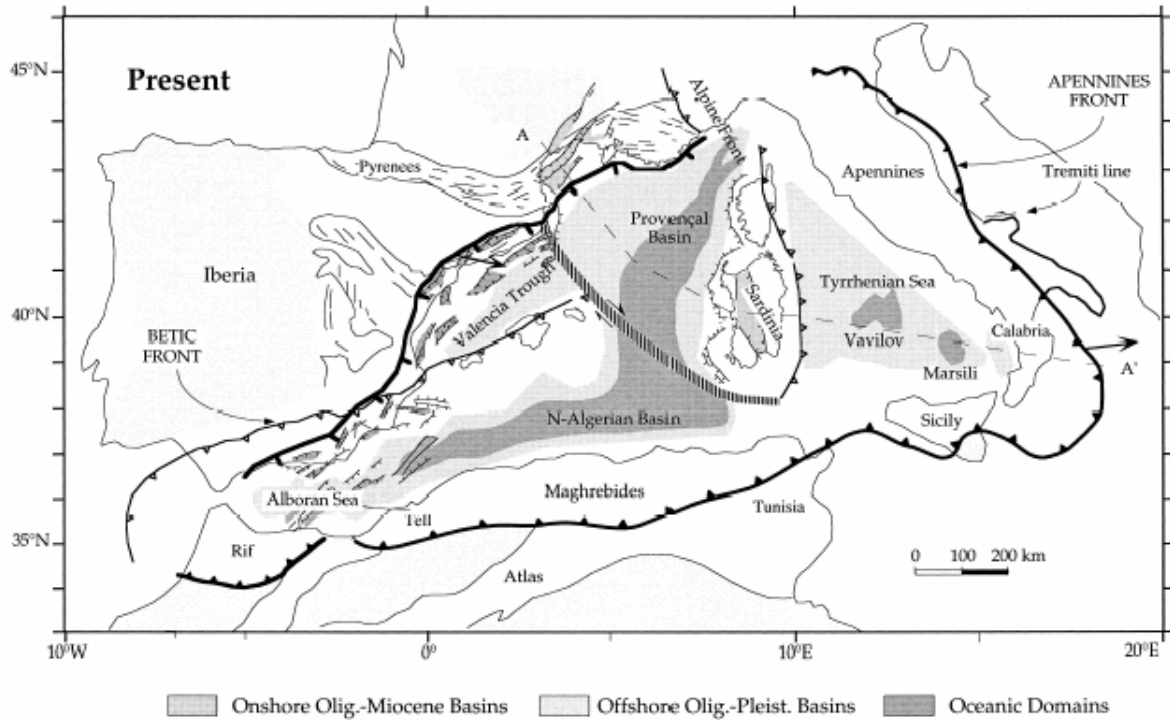 Present
45°N
40°N
35°N
10°W
0°
10°E
20°E
A
Alpine Front
APENNINES
FRONT
Pyrenees
Apennines
Tremiti line
Provençal
Basin
Iberia
Valencia Trough
Sardinia
Tyrrhenian Sea
Vavilov
Calabria
Marsili
A'
BETIC
FRONT
N-Algerian Basin
Sicily
Alboran Sea
Maghrebides
Tell
Tunisia
Rif
Atlas
0 100 200 km
Onshore Olig.-Miocene Basins
Offshore Olig.-Pleist. Basins
Oceanic Domains